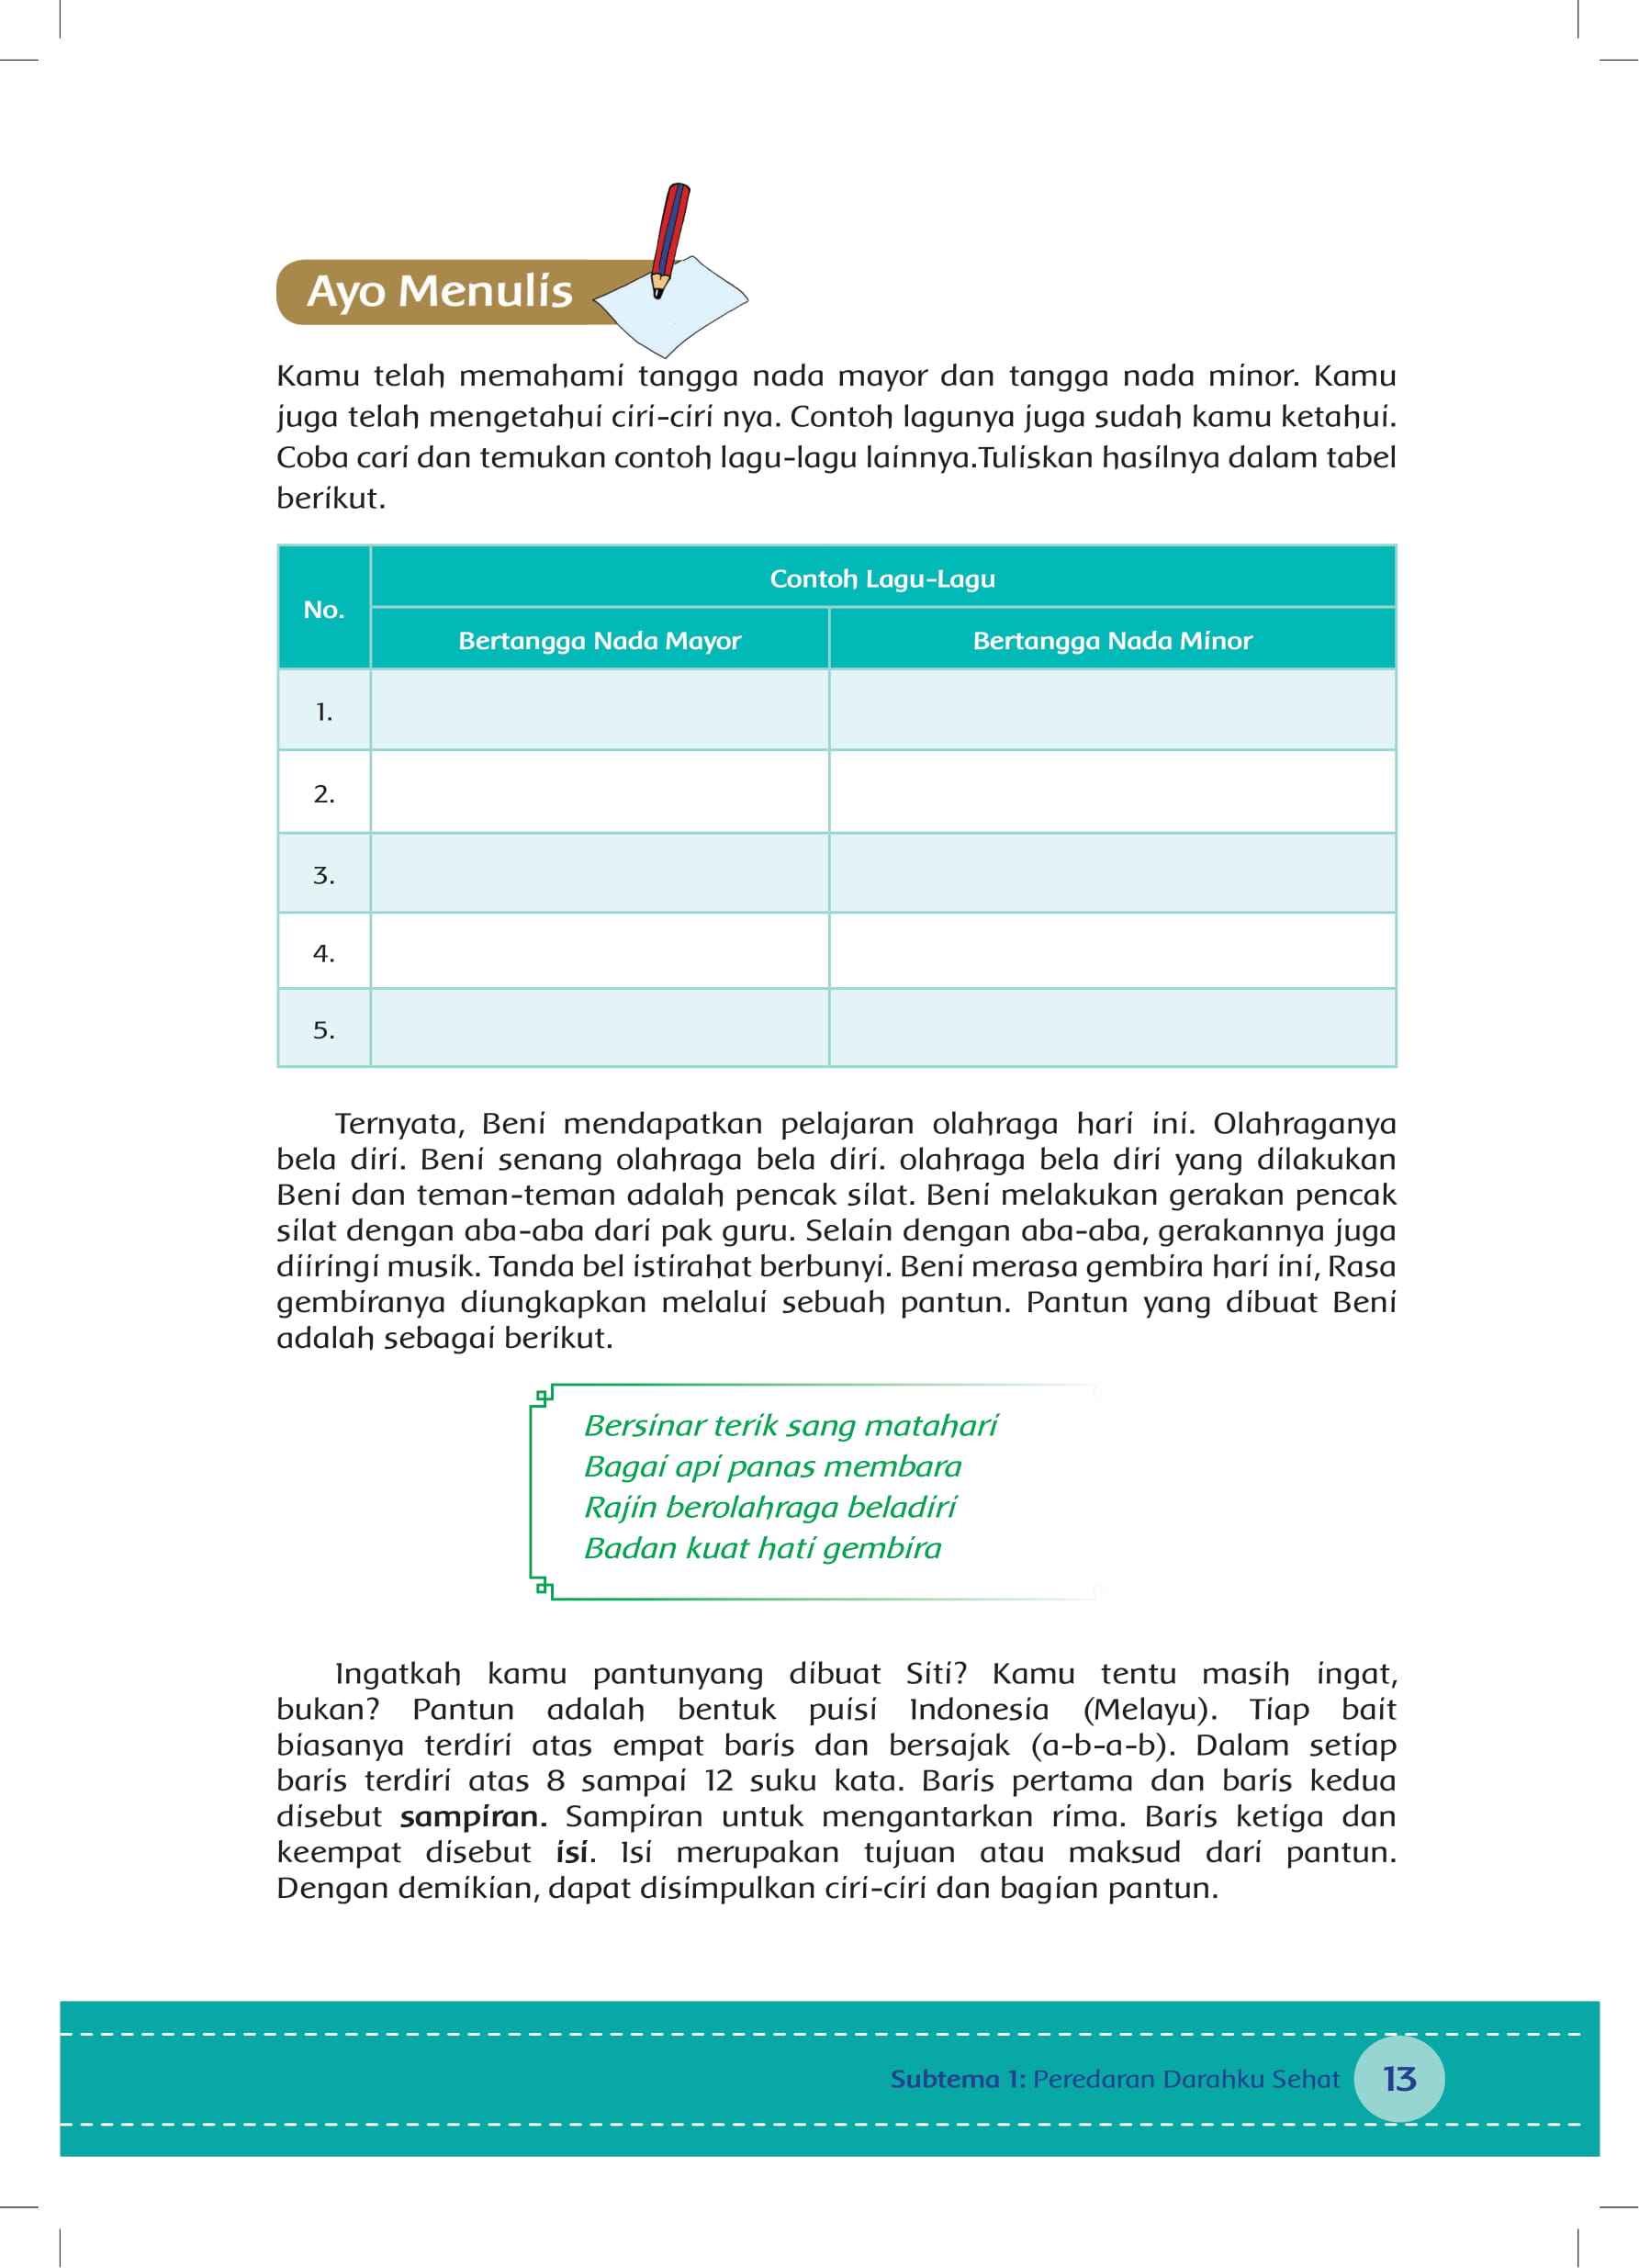 Ayo Menulis
Kamu telah memahami tangga nada mayor dan tangga nada minor. Kamu
juga telah mengetahui ciri-ciri nya. Contoh lagunya juga sudah kamu ketahui.
Coba cari dan temukan contoh lagu-lagu lainnya.Tuliskan hasilnya dalam tabel
berikut.
No.
Contoh Lagu-Lagu
Bertangga Nada Mayor
Bertangga Nada Minor
1.
2.
3.
4.
5.
Ternyata, Beni mendapatkan pelajaran olahraga hari ini. Olahraganya
bela diri. Beni senang olahraga bela diri. olahraga bela diri yang dilakukan
Beni dan teman-teman adalah pencak silat. Beni melakukan gerakan pencak
silat dengan aba-aba dari pak guru. Selain dengan aba-aba, gerakannya juga
diiringi musik. Tanda bel istirahat berbunyi. Beni merasa gembira hari ini, Rasa
gembiranya diungkapkan melalui sebuah pantun. Pantun yang dibuat Beni
adalah sebagai berikut.
Bersinar terik sang matahari
Bagai api panas membara
Rajin berolahraga beladiri
Badan kuat hati gembira
Ingatkah kamu pantunyang dibuat Siti? Kamu tentu masih ingat,
bukan? Pantun adalah bentuk puisi Indonesia (Melayu). Tiap bait
biasanya terdiri atas empat baris dan bersajak (a-b-a-b). Dalam setiap
baris terdiri atas 8 sampai 12 suku kata. Baris pertama dan baris kedua
disebut sampiran. Sampiran untuk mengantarkan rima. Baris ketiga dan
keempat disebut isi. Isi merupakan tujuan atau maksud dari pantun.
Dengan demikian, dapat disimpulkan ciri-ciri dan bagian pantun.
Subtema 1: Peredaran Darahku Sehat
13